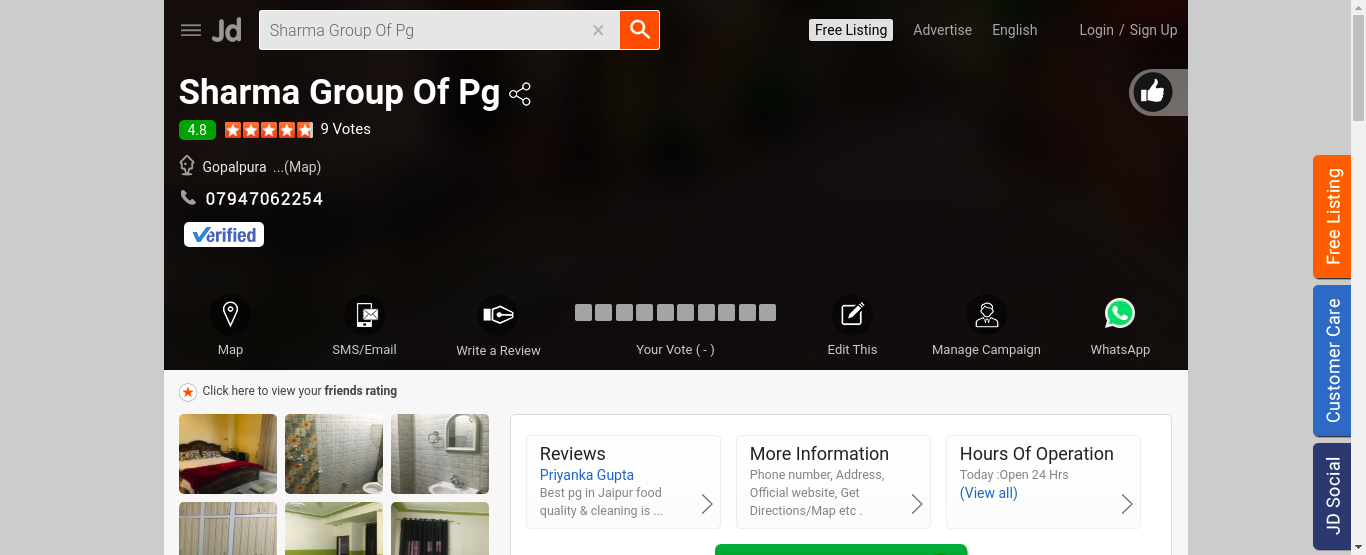 Jd
Sharma Group Of Pg
Free Listing
Advertise
English
Login / Sign Up
Sharma Group Of Pg
4.8
9 Votes
Gopalpura ...(Map)
07947062254
Verified
Map
SMS/Email
Write a Review
Your Vote ( - )
Edit This
Manage Campaign
WhatsApp
Click here to view your friends rating
Reviews
Priyanka Gupta
Best pg in Jaipur food
quality & cleaning is ...
More Information
Phone number, Address,
Official website, Get
Directions/Map etc .
Hours Of Operation
Today :Open 24 Hrs
(View all)
Free Listing
Customer Care
JD Social